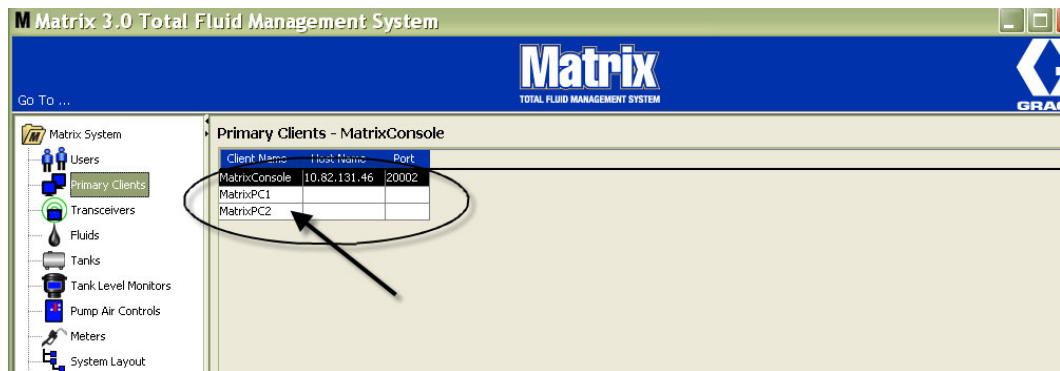 M Matrix 3.0 Total Fluid Management System
Matrix
TOTAL FLUID MANAGEMENT SYSTEM
Go To ...
Matrix System
Users
Primary Clients
Transceivers
Fluids
Tanks
Tank Level Monitors
Pump Air Controls
Meters
System Layout
Primary Clients - MatrixConsole
Client Name Host Name Port
MatrixConsole 10.82.131.46 20002
MatrixPC1
MatrixPC2